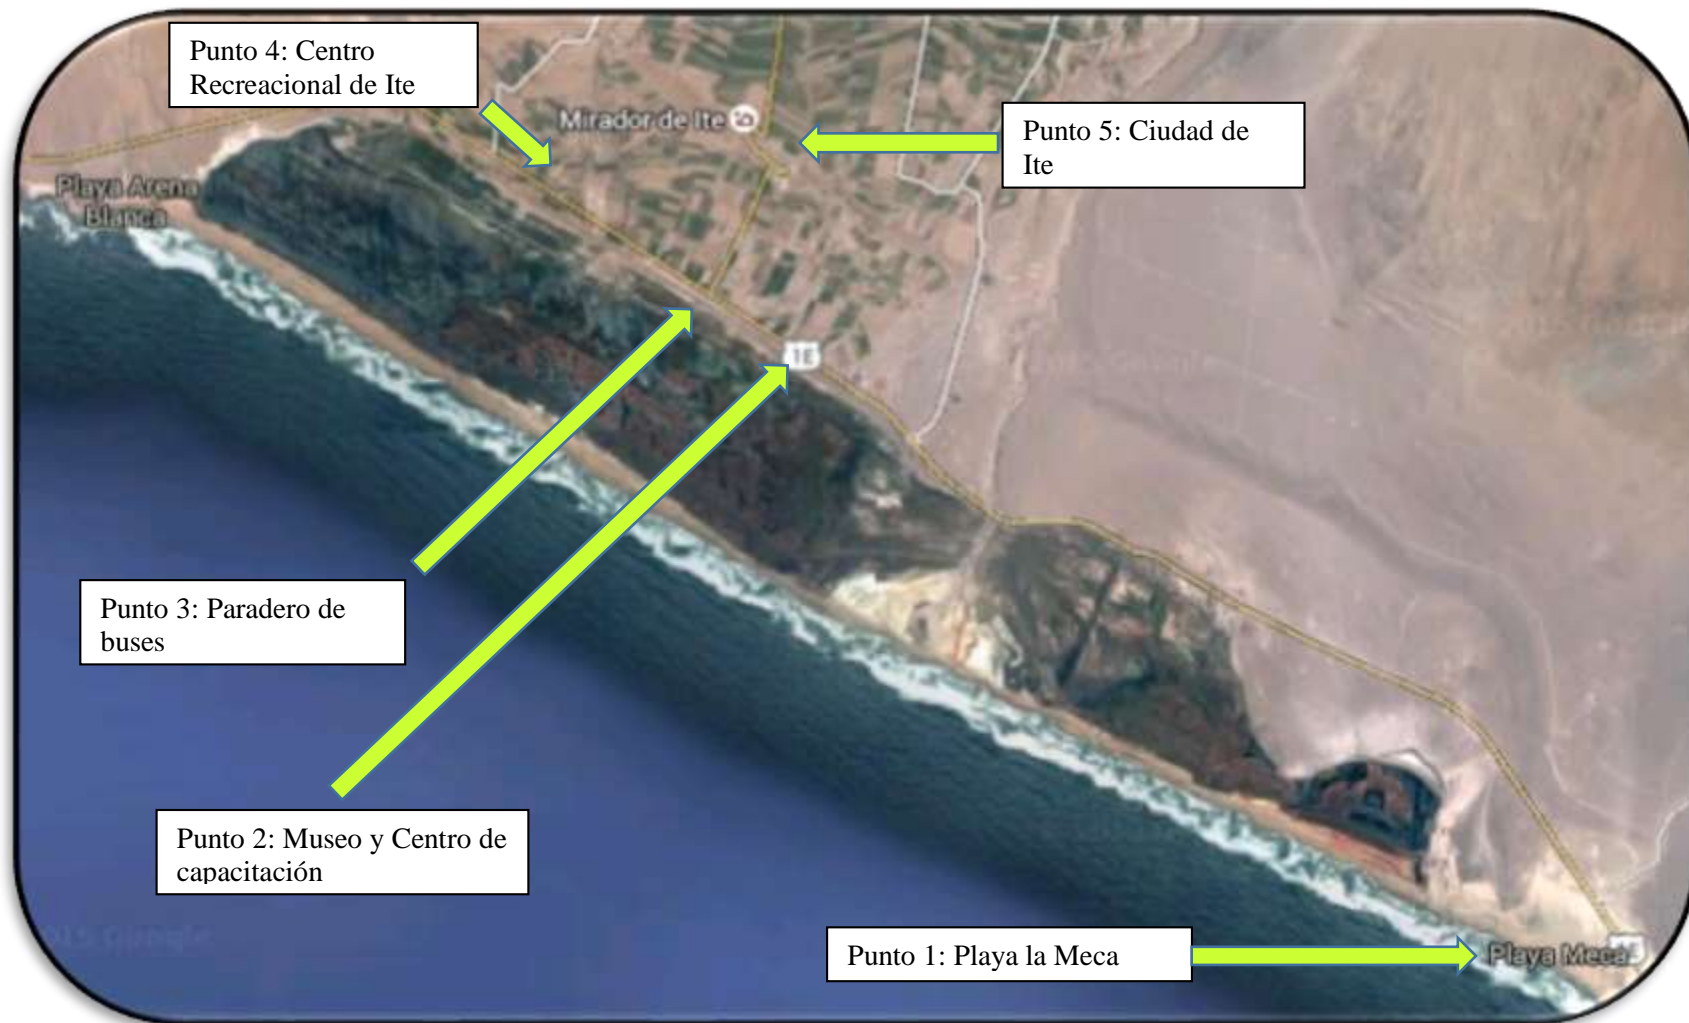 Punto 4: Centro
Recreacional de Ite
Mirador de Ite
Punto 5: Ciudad de
Ite
Playa Arena
Blanca
1E
Punto 3: Paradero de
buses
Punto 2: Museo y Centro de
capacitación
Punto 1: Playa la Meca
Playa Meca